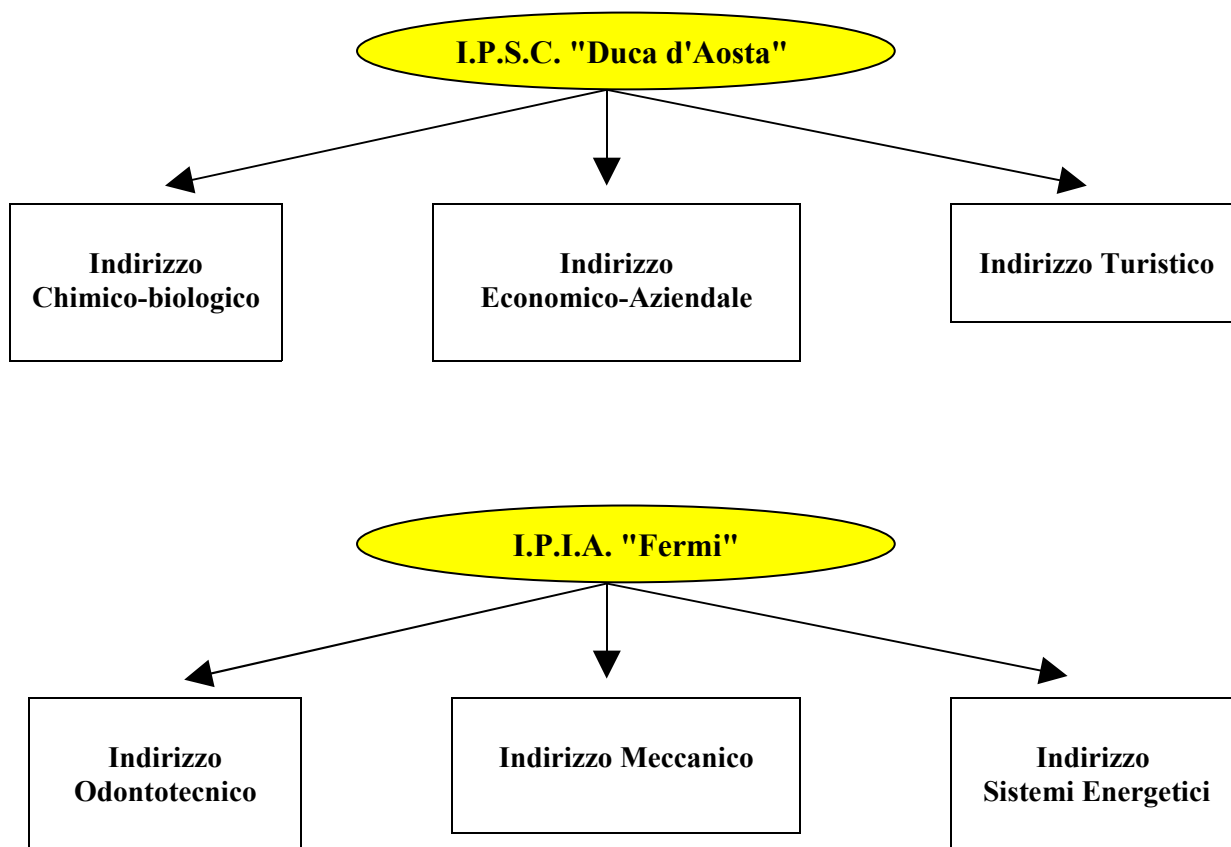 I.P.S.C. "Duca d'Aosta"
Indirizzo
Chimico-biologico
Indirizzo
Economico-Aziendale
Indirizzo Turistico
I.P.I.A. "Fermi"
Indirizzo
Odontotecnico
Indirizzo Meccanico
Indirizzo
Sistemi Energetici